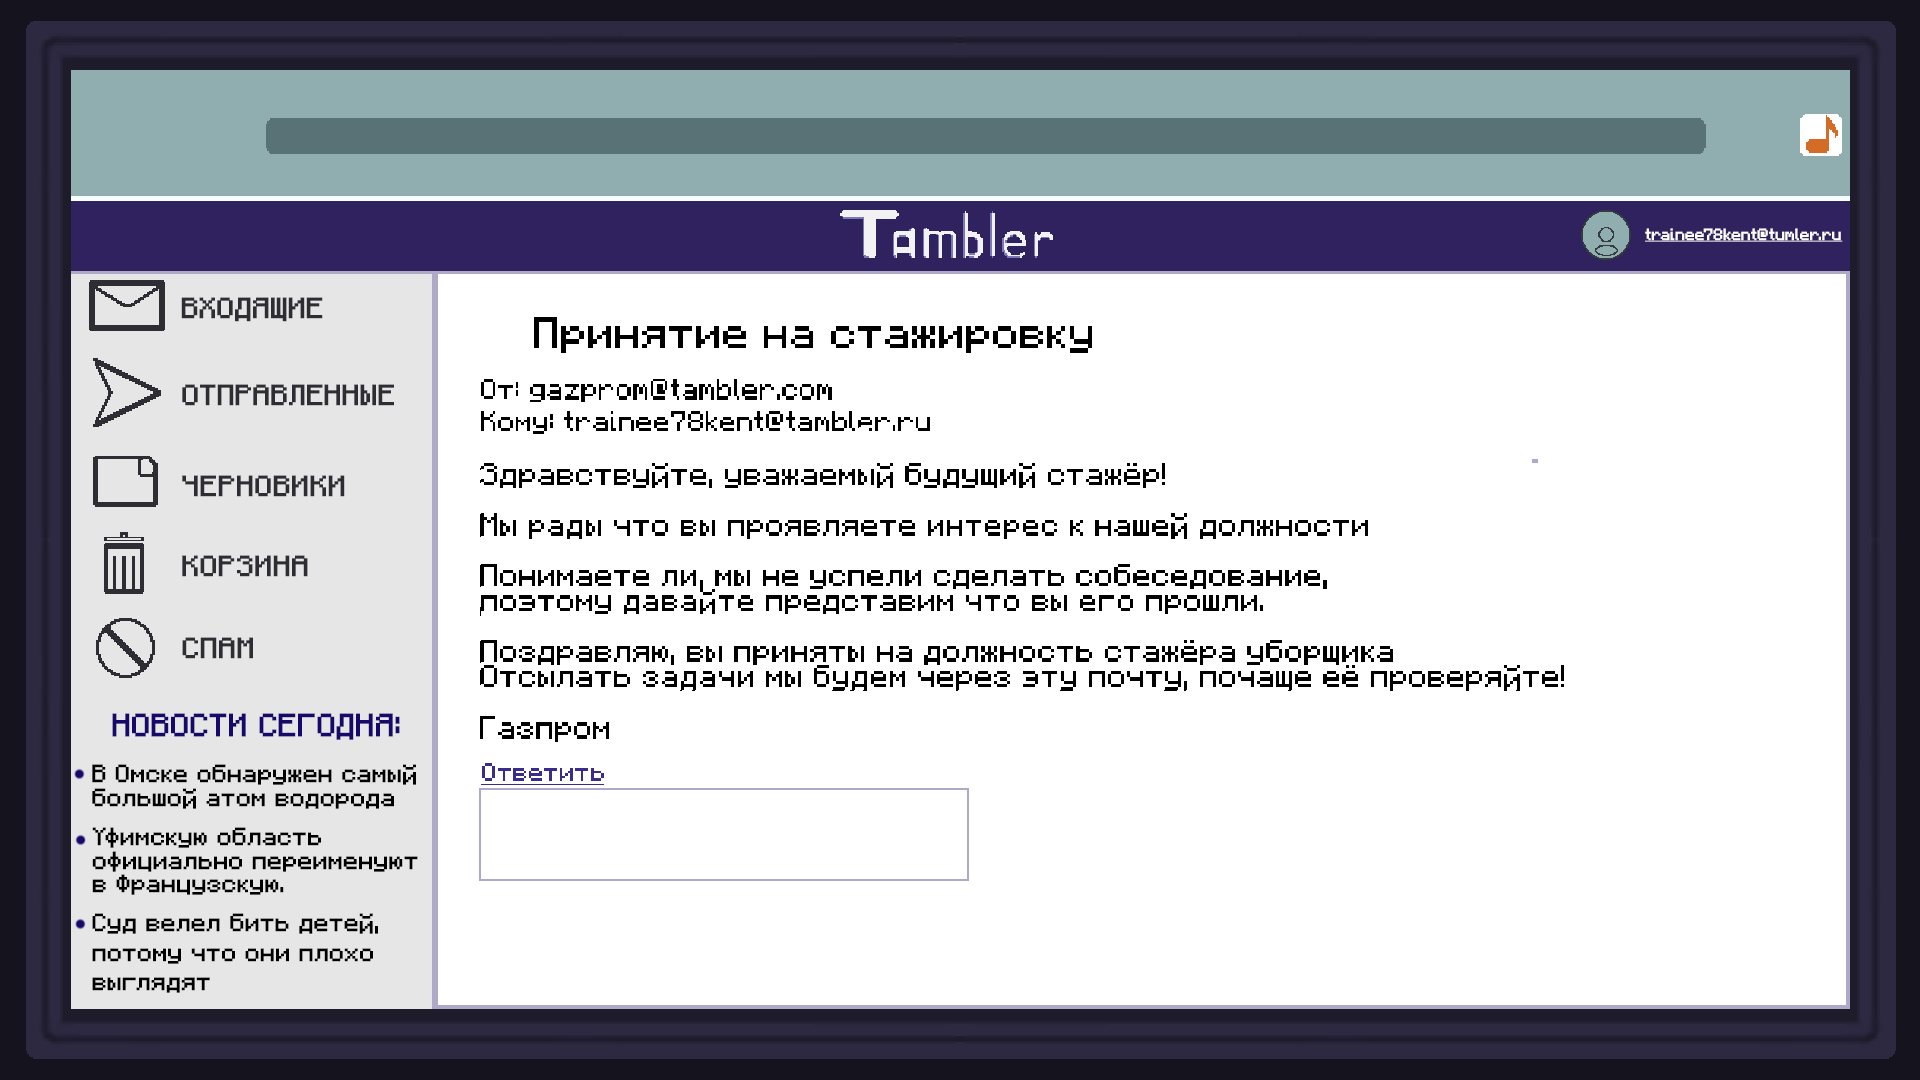 Tambler
trainee78kent@tumler.ru
ВХОДЯЩИЕ
ОТПРАВЛЕННЫЕ
ЧЕРНОВИКИ
КОРЗИНА
СПАМ
НОВОСТИ СЕГОДНЯ:
• В Омске обнаружен самый
большой атом водорода
• Уфимскую область
официально переименуют
в Французскую.
• Суд велел бить детей,
потому что они плохо
выглядят
Принятие на стажировку
От: gazprom@tambler.com
Кому: trainee78kent@tambler.ru
Здравствуйте, уважаемый будущий стажёр!
Мы рады что вы проявляете интерес к нашей должности
Понимаете ли, мы не успели сделать собеседование,
поэтому давайте представим что вы его прошли.
Поздравляю, вы приняты на должность стажёра уборщика
Отсылать задачи мы будем через эту почту, почаще её проверяйте!
Газпром
Ответить